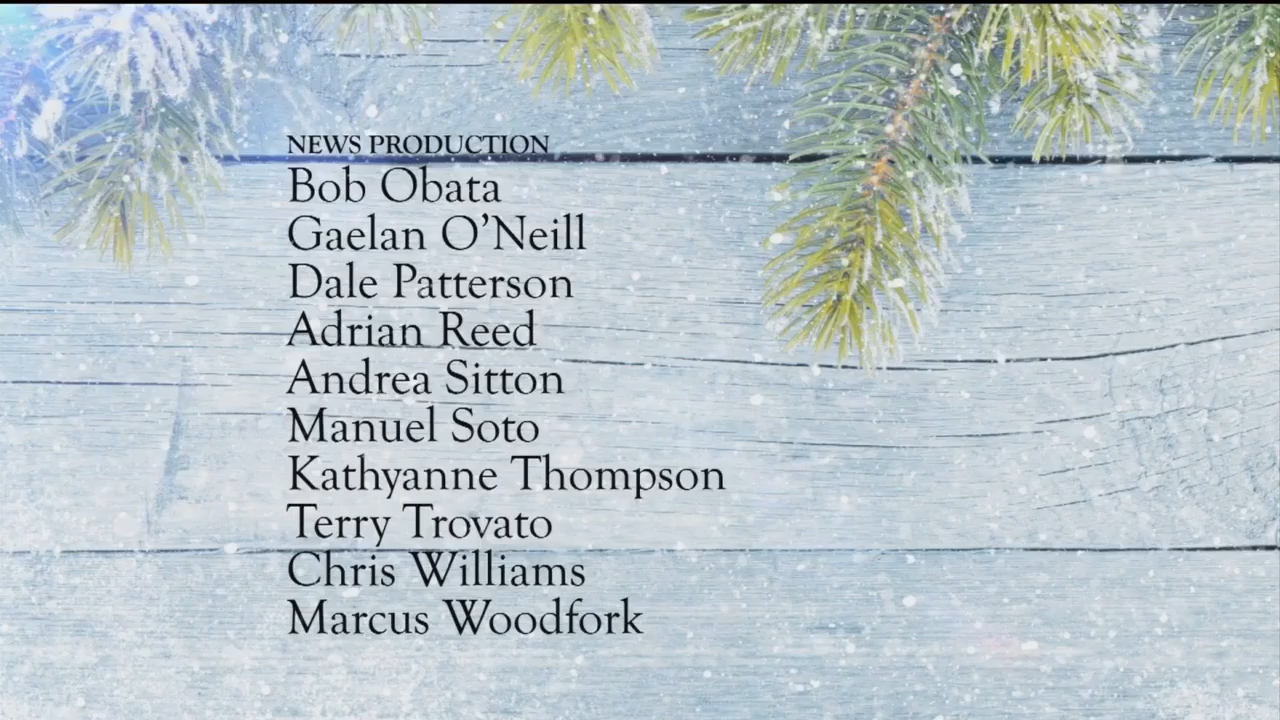 NEWS PRODUCTION
Bob Obata
Gaelan O’Neill
Dale Patterson
Adrian Reed
Andrea Sitton
Manuel Soto
Kathyanne Thompson
Terry Trovato
Chris Williams
Marcus Woodfork